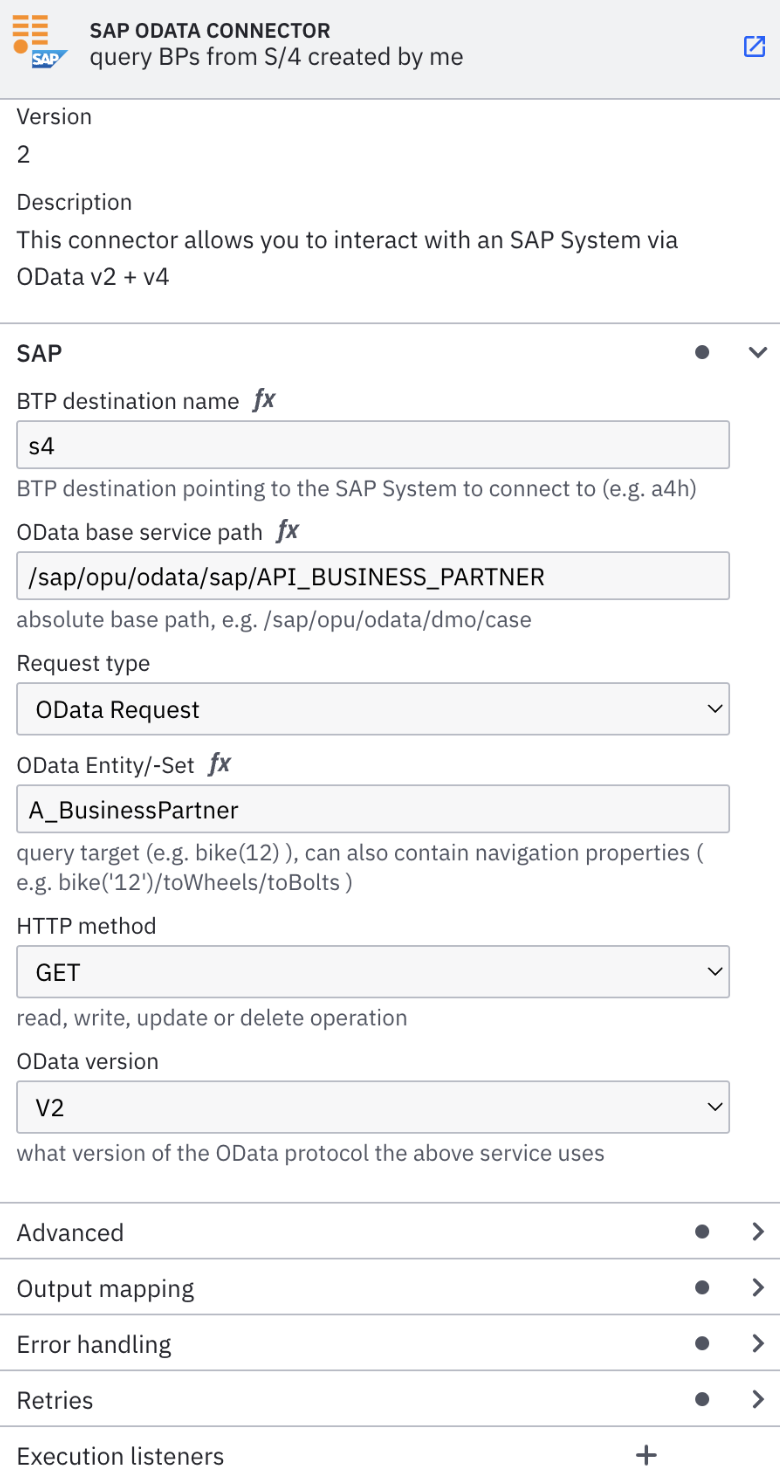 SAP
SAP ODATA CONNECTOR
query BPs from S/4 created by me
Version
2
Description
This connector allows you to interact with an SAP System via
OData v2 + v4
SAP
BTP destination name fx
s4
BTP destination pointing to the SAP System to connect to (e.g. a4h)
OData base service path fx
/sap/opu/odata/sap/API_BUSINESS_PARTNER
absolute base path, e.g. /sap/opu/odata/dmo/case
Request type
OData Request
OData Entity/-Set fx
A_BusinessPartner
query target (e.g. bike(12) ), can also contain navigation properties (
e.g. bike('12')/toWheels/toBolts )
HTTP method
GET
read, write, update or delete operation
OData version
V2
what version of the OData protocol the above service uses
Advanced
Output mapping
Error handling
Retries
Execution listeners